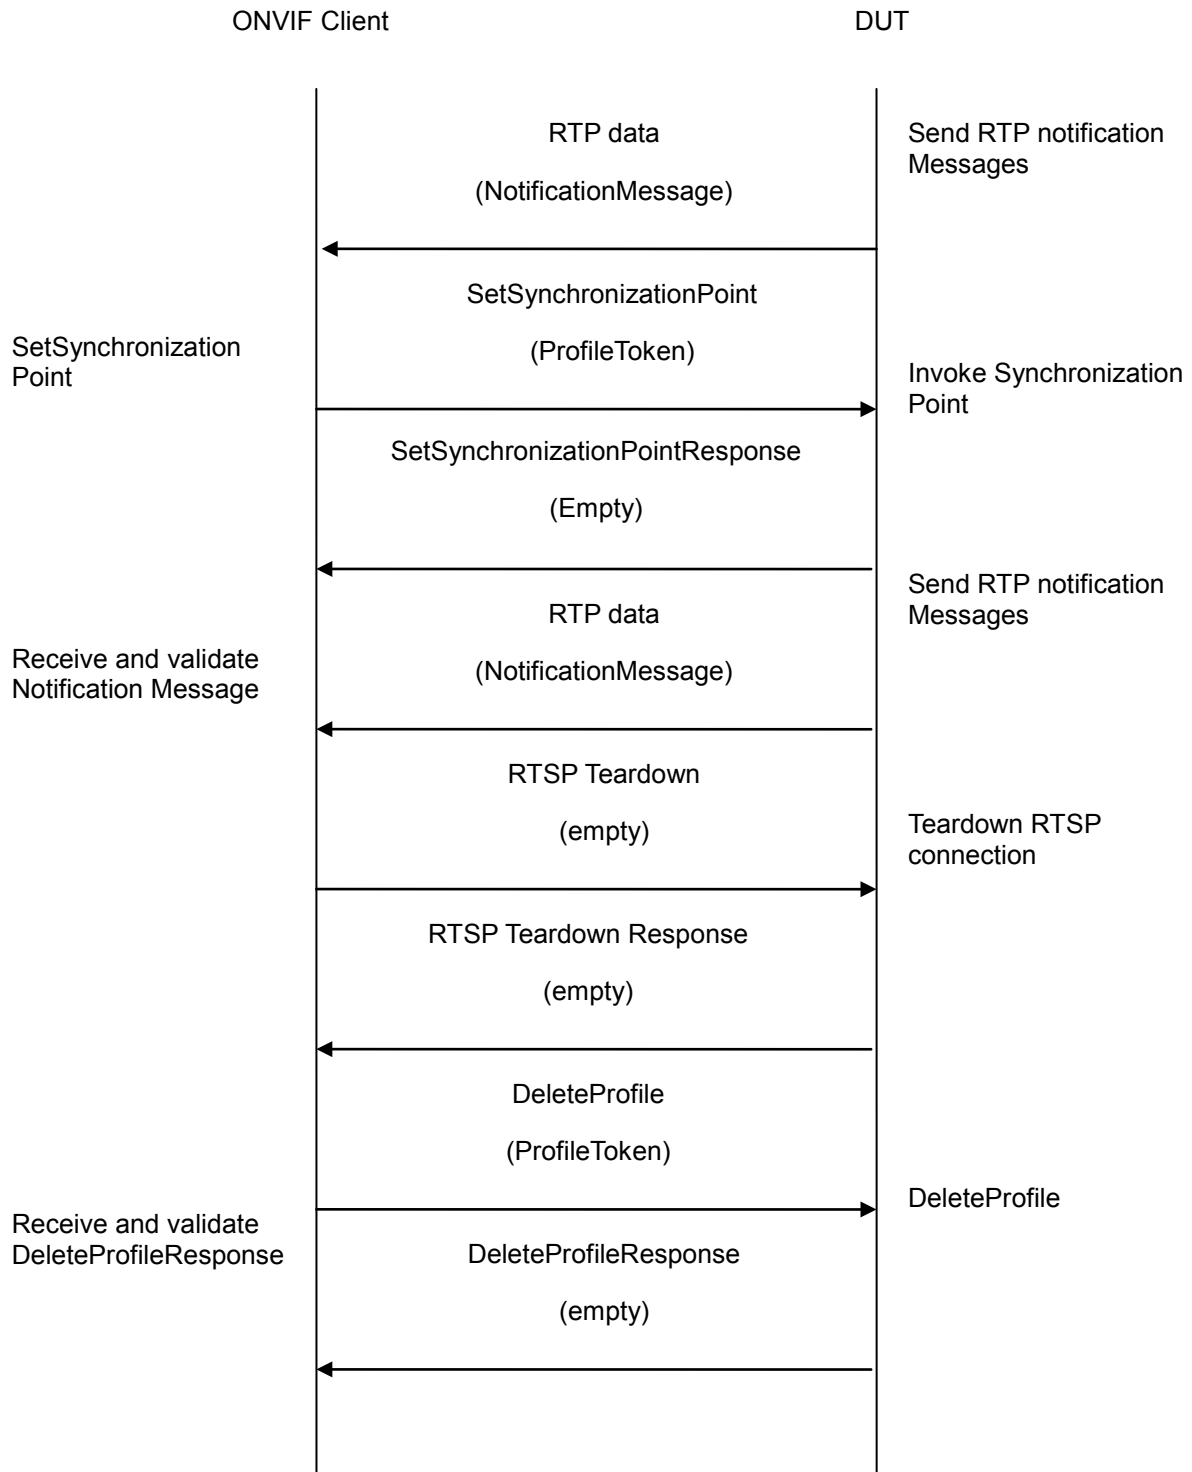 ONVIF Client
DUT
RTP data
(NotificationMessage)
Send RTP notification
Messages
SetSynchronizationPoint
(ProfileToken)
SetSynchronization
Point
Invoke Synchronization
Point
SetSynchronizationPointResponse
(Empty)
Send RTP notification
Messages
RTP data
(NotificationMessage)
Receive and validate
Notification Message
RTSP Teardown
(empty)
Teardown RTSP
connection
RTSP Teardown Response
(empty)
DeleteProfile
(ProfileToken)
DeleteProfile
Receive and validate
DeleteProfileResponse
DeleteProfileResponse
(empty)